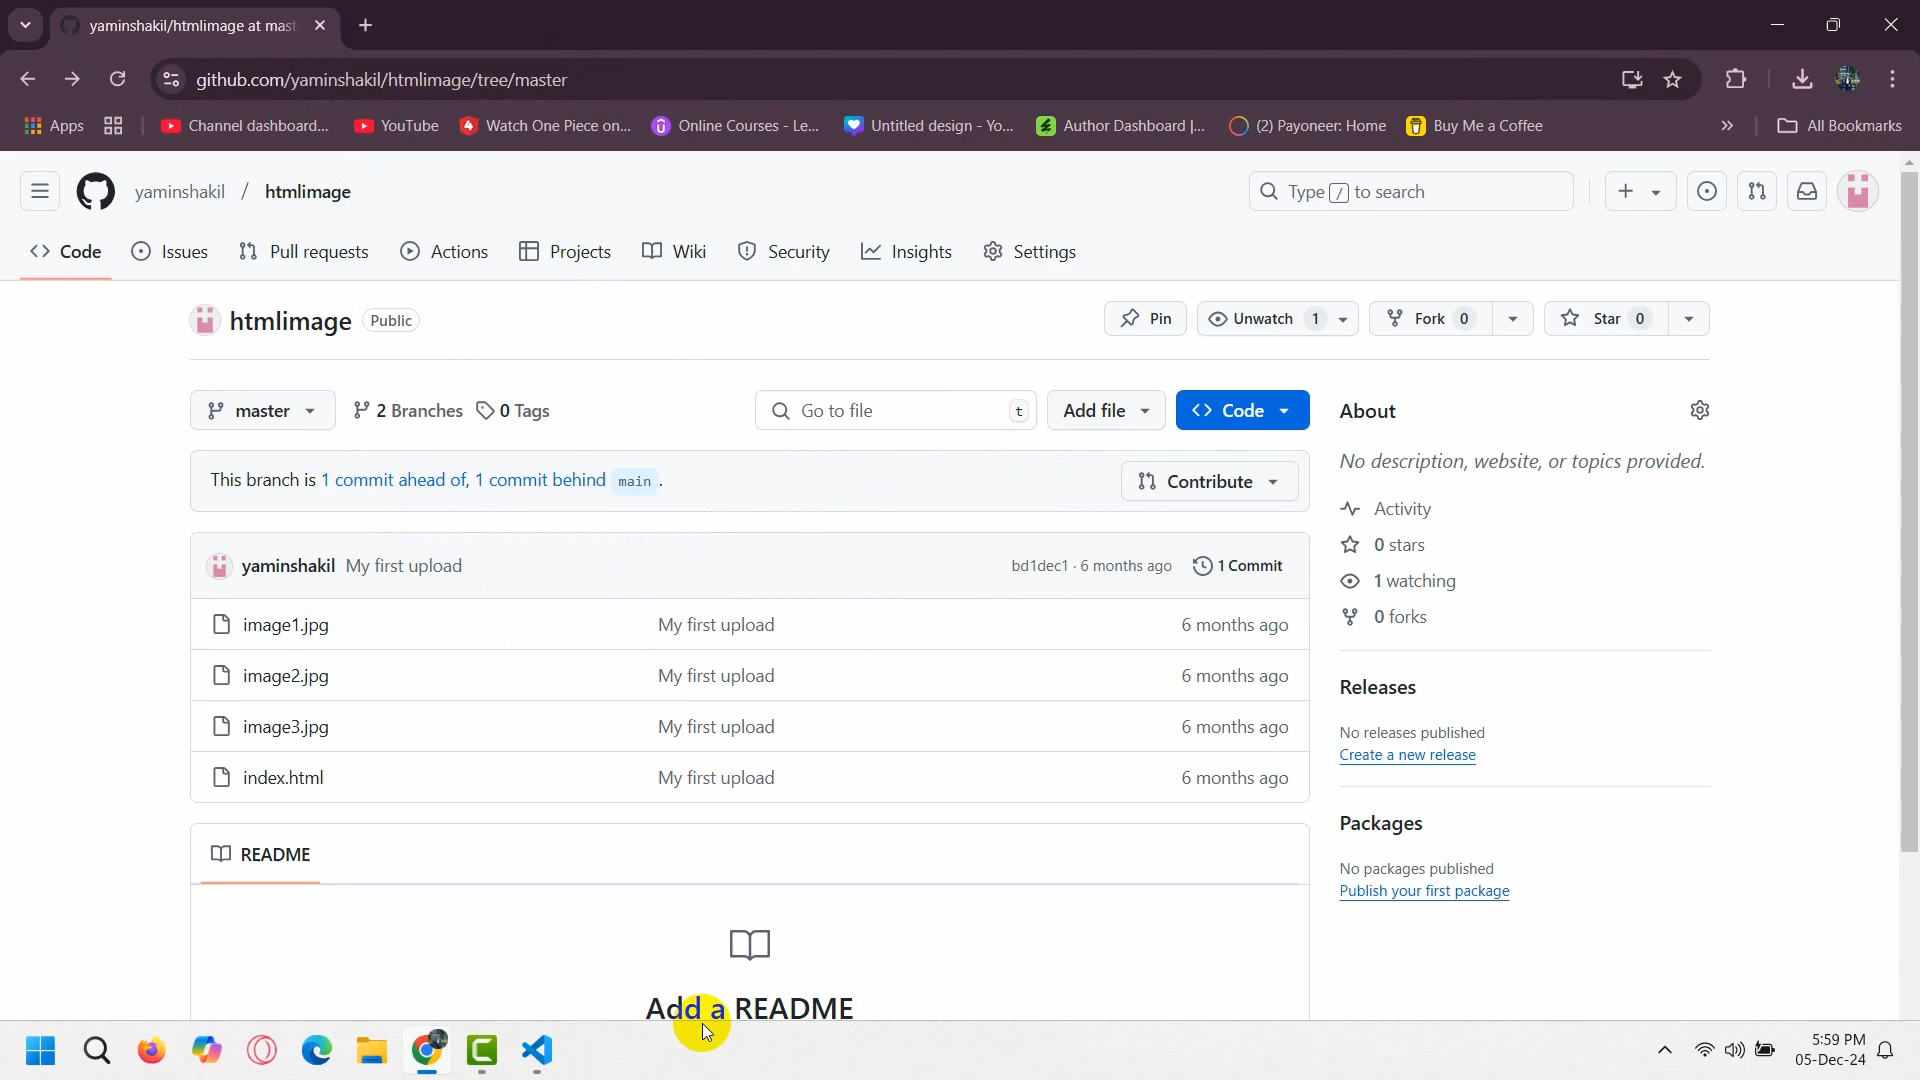 yaminshakil/htmlimage at mast
github.com/yaminshakil/htmlimage/tree/master
Apps
Channel dashboard...
YouTube
Watch One Piece on...
Online Courses - Le...
Untitled design - Yo...
Author Dashboard |...
(2) Payoneer: Home
Buy Me a Coffee
All Bookmarks
yaminshakil / htmlimage
Type / to search
Code
Issues
Pull requests
Actions
Projects
Wiki
Security
Insights
Settings
htmlimage Public
Pin
Unwatch 1
Fork 0
Star 0
master
2 Branches
0 Tags
Go to file t
Add file
Code
This branch is 1 commit ahead of, 1 commit behind main .
Contribute
yaminshakil My first upload bd1dec1 · 6 months ago 1 Commit
image1.jpg My first upload 6 months ago
image2.jpg My first upload 6 months ago
image3.jpg My first upload 6 months ago
index.html My first upload 6 months ago
README
Add a README
About
No description, website, or topics provided.
Activity
0 stars
1 watching
0 forks
Releases
No releases published
Create a new release
Packages
No packages published
Publish your first package
5:59 PM
05-Dec-24